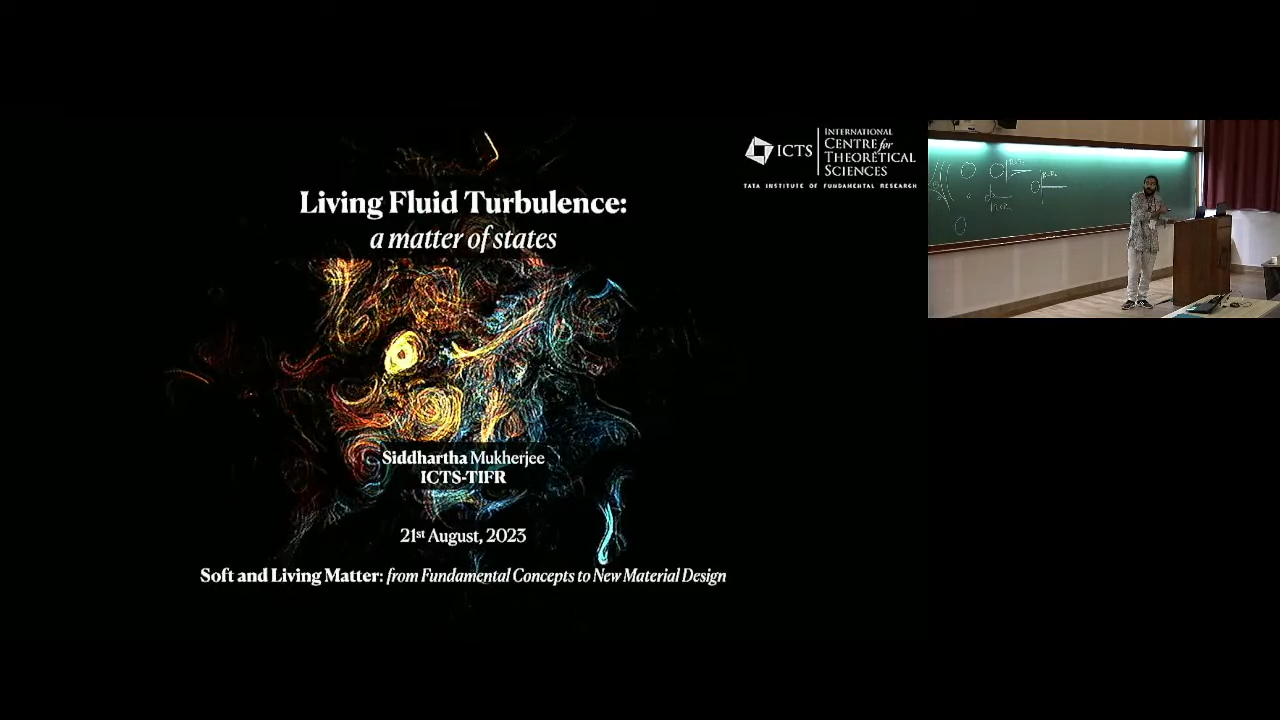 ICTS
INTERNATIONAL
CENTRE for
THEORETICAL
SCIENCES
TATA INSTITUTE OF FUNDAMENTAL RESEARCH
Living Fluid Turbulence:
a matter of states
Siddhartha Mukherjee
ICTS-TIFR
21st August, 2023
Soft and Living Matter: from Fundamental Concepts to New Material Design